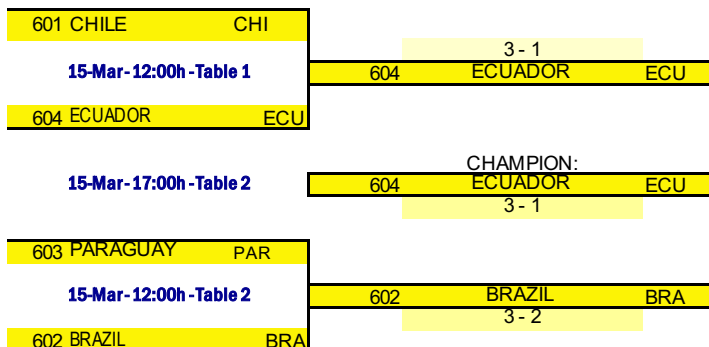 601 CHILE CHI
3 - 1
15-Mar-12:00h-Table 1
604 ECUADOR ECU
604 ECUADOR ECU
CHAMPION:
15-Mar-17:00h-Table 2
604 ECUADOR ECU
3 - 1
603 PARAGUAY PAR
15-Mar-12:00h-Table 2
602 BRAZIL BRA
3 - 2
602 BRAZIL BRA